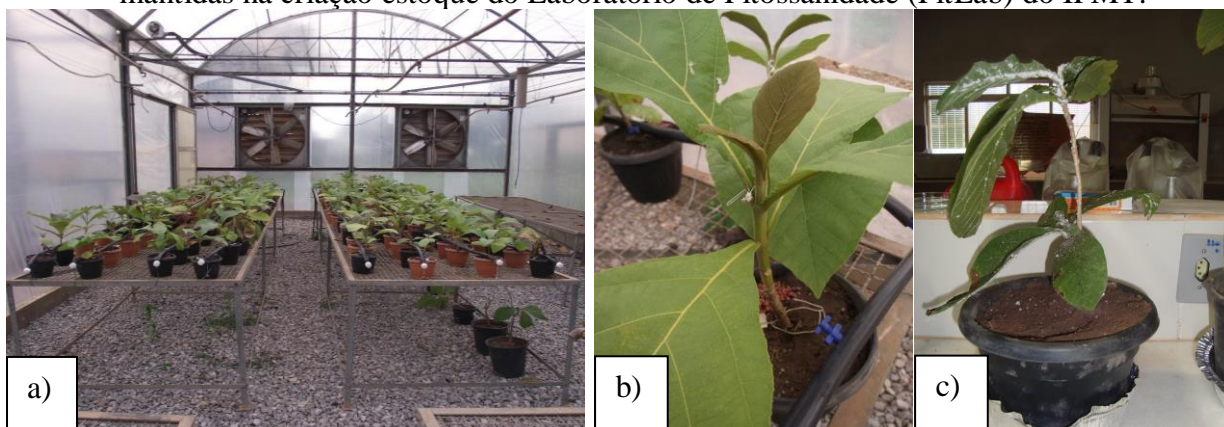 mantidas na criação estoque do Laboratório de Fitossanidade (FitLab) do IFMT.
a)
b)
c)